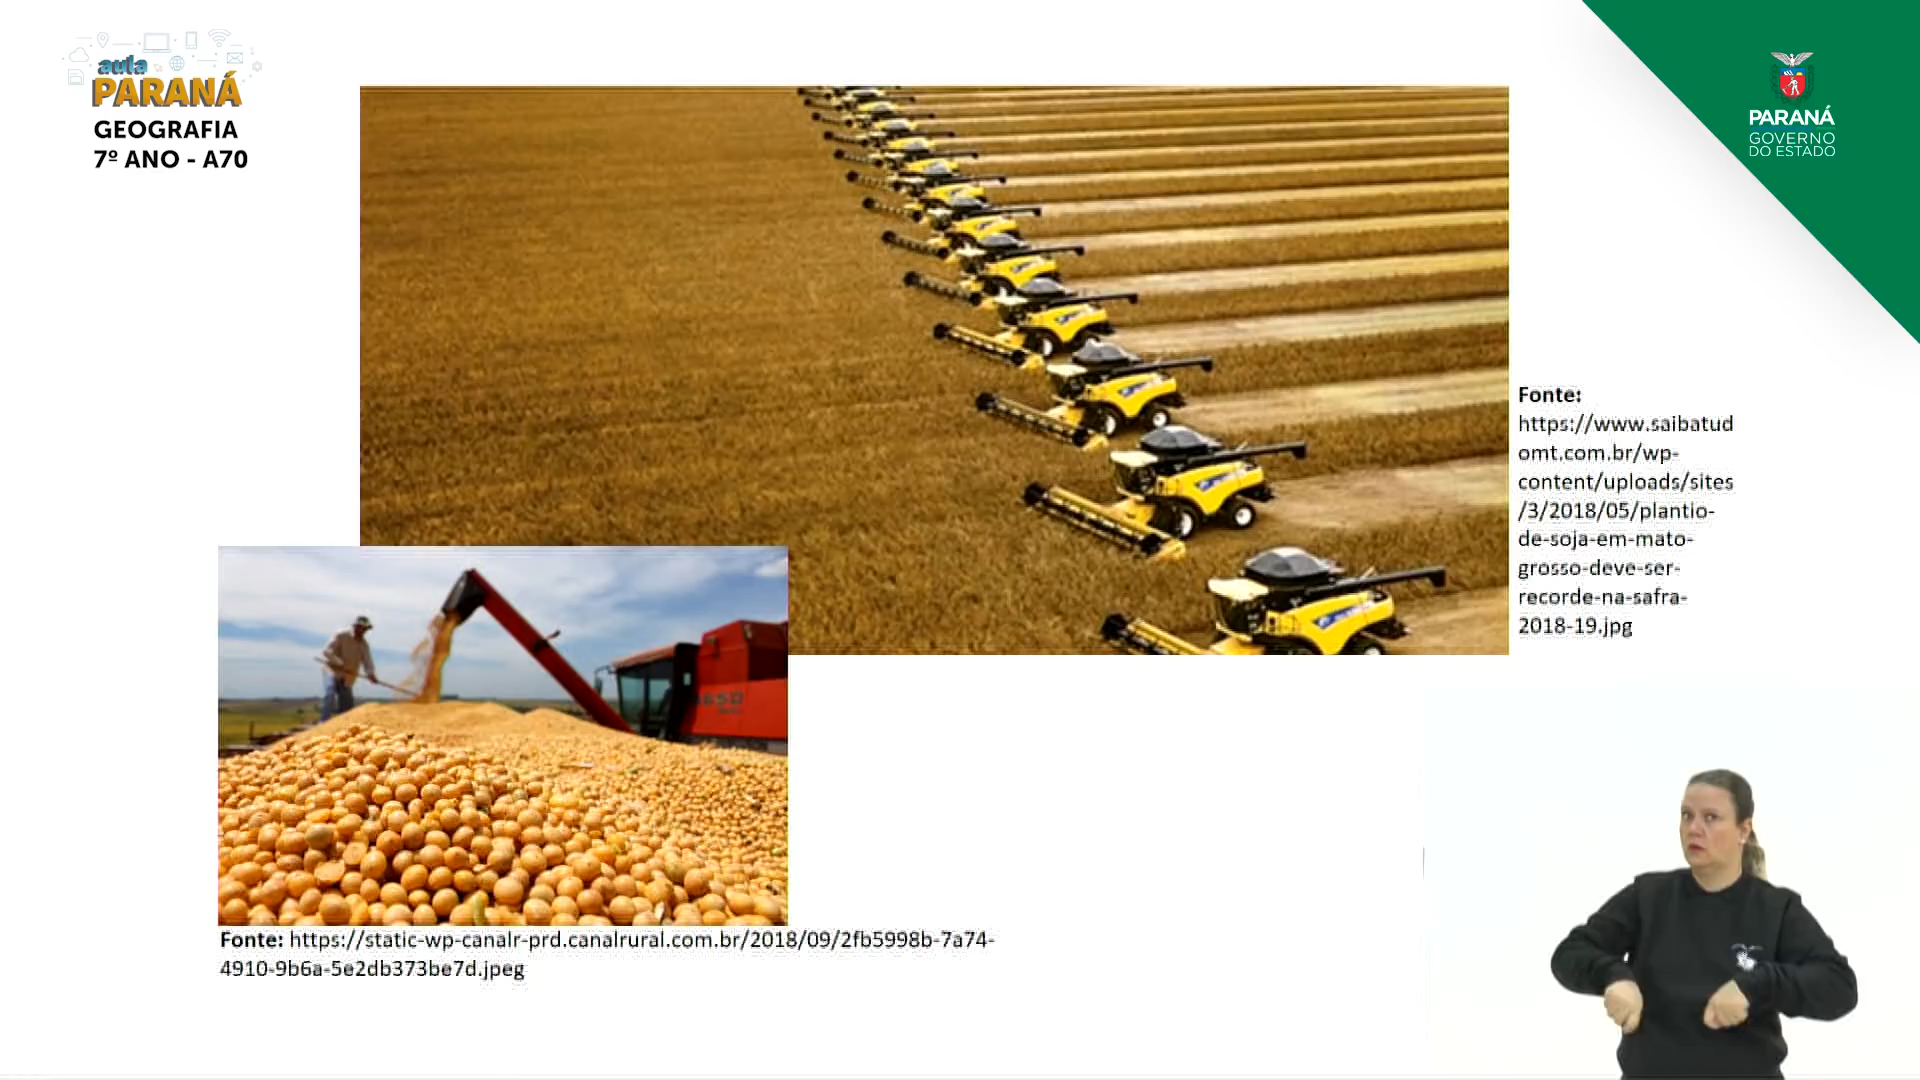 aula
PARANÁ
GEOGRAFIA
7º ANO - A70
PARANÁ
GOVERNO
DO ESTADO
Fonte:
https://www.saibatud
omt.com.br/wp-
content/uploads/sites
/3/2018/05/plantio-
de-soja-em-mato-
grosso-deve-ser-
recorde-na-safra-
2018-19.jpg
Fonte: https://static-wp-canalr-prd.canalrural.com.br/2018/09/2fb5998b-7a74-
4910-9b6a-5e2db373be7d.jpeg